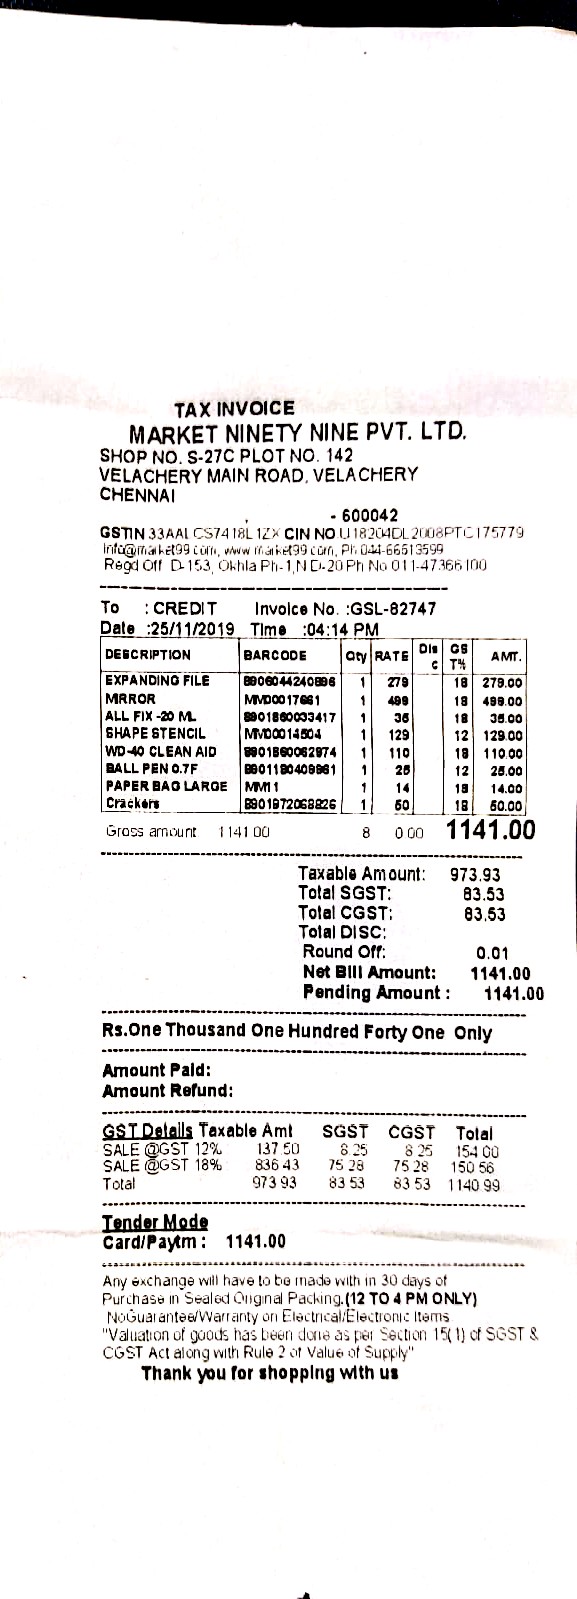 TAX INVOICE
MARKET NINETY NINE PVT. LTD.
SHOP NO. S-27C PLOT NO. 142
VELACHERY MAIN ROAD, VELACHERY
CHENNAI
- 600042
GSTIN 33AALCS7418L1ZX CIN NO U18204DL2008PTC175779
Info@market99.com, www.market99.com, Ph 044-66513599
Regd Off D-153, Okhla Ph-1,N D-20 Ph No 011-47366100
To : CREDIT Invoice No. :GSL-82747
Date :25/11/2019 Time :04:14 PM
DESCRIPTION BARCODE Qty RATE Disc GST% AMT.
EXPANDING FILE 1 279 18 279.00
MRROR MVD0017661 1 499 18 499.00
ALL FIX -20 ML 8901860033417 1 35 18 35.00
SHAPE STENCIL MVD0014504 1 129 12 129.00
WD-40 CLEAN AID 1 110 18 110.00
BALL PEN 0.7F 1 25 12 25.00
PAPER BAG LARGE MM11 1 14 18 14.00
Crackers 1 50 18 50.00
Gross amount 1141.00 8 0.00 1141.00
Taxable Amount: 973.93
Total SGST: 83.53
Total CGST: 83.53
Total DISC:
Round Off: 0.01
Net Bill Amount: 1141.00
Pending Amount : 1141.00
Rs.One Thousand One Hundred Forty One Only
Amount Paid:
Amount Refund:
GST Details Taxable Amt SGST CGST Total
SALE @GST 12% 137.50 8.25 8.25 154.00
SALE @GST 18% 836.43 75.28 75.28 150.56
Total 973.93 83.53 83.53 1140.99
Tender Mode
Card/Paytm : 1141.00
Any exchange will have to be made with in 30 days of
Purchase in Sealed Original Packing.(12 TO 4 PM ONLY)
NoGuarantee/Warranty on Electrical/Electronic Items
"Valuation of goods has been done as per Section 15(1) of SGST &
CGST Act along with Rule 2 of Value of Supply"
Thank you for shopping with us